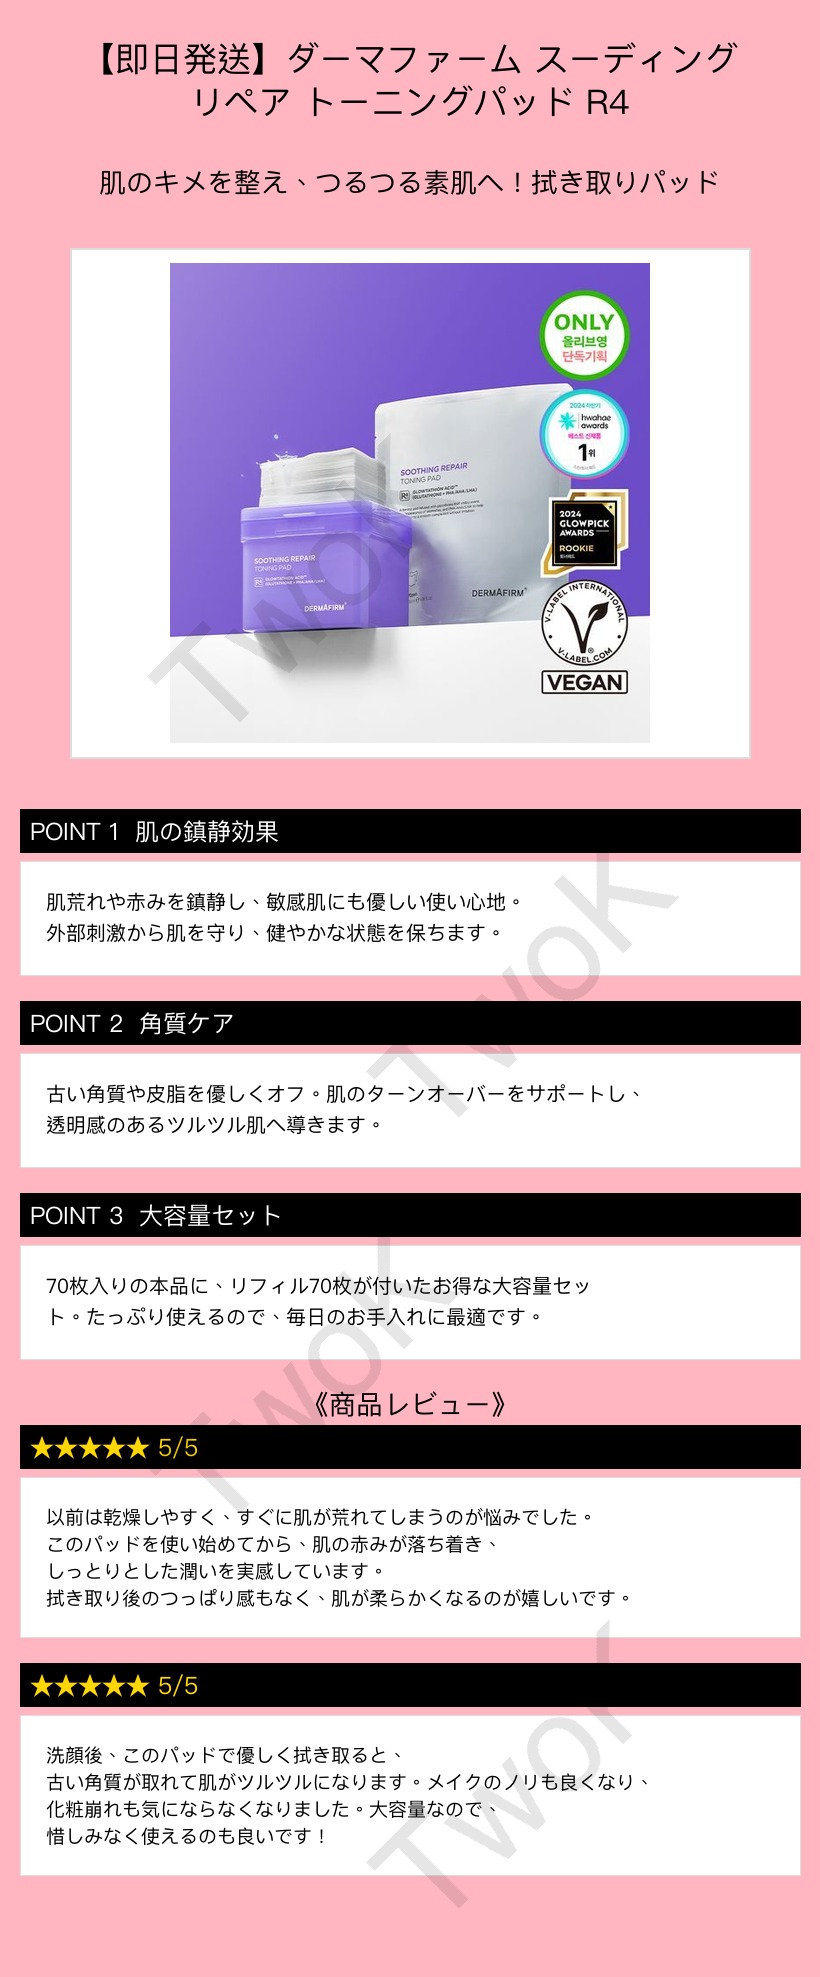 【即日発送】ダーマファーム スーディング
リペア トーニングパッド R4
肌のキメを整え、つるつる素肌へ！拭き取りパッド
ONLY
올리브영
단독기획
2024 하반기
hwahae
awards
베스트 신제품
1위
SOOTHING REPAIR
TONING PAD
R4 GLOWTATHION ACID™
(GLUTATHIONE + PHA/AHA/LHA)
2024
GLOWPICK
AWARDS
ROOKIE
SOOTHING REPAIR
TONING PAD
R4 GLOWTATHION ACID™
(GLUTATHIONE + PHA/AHA/LHA)
DERMAFIRM+
DERMAFIRM+
V-LABEL INTERNATIONAL
V-LABEL.COM
VEGAN
TwoK
POINT 1 肌の鎮静効果
肌荒れや赤みを鎮静し、敏感肌にも優しい使い心地。
外部刺激から肌を守り、健やかな状態を保ちます。
TwoK
POINT 2 角質ケア
古い角質や皮脂を優しくオフ。肌のターンオーバーをサポートし、
透明感のあるツルツル肌へ導きます。
POINT 3 大容量セット
70枚入りの本品に、リフィル70枚が付いたお得な大容量セッ
ト。たっぷり使えるので、毎日のお手入れに最適です。
TwoK
《商品レビュー》
★★★★★ 5/5
以前は乾燥しやすく、すぐに肌が荒れてしまうのが悩みでした。
このパッドを使い始めてから、肌の赤みが落ち着き、
しっとりとした潤いを実感しています。
拭き取り後のつっぱり感もなく、肌が柔らかくなるのが嬉しいです。
★★★★★ 5/5
洗顔後、このパッドで優しく拭き取ると、
古い角質が取れて肌がツルツルになります。メイクのノリも良くなり、
化粧崩れも気にならなくなりました。大容量なので、
惜しみなく使えるのも良いです！
TwoK